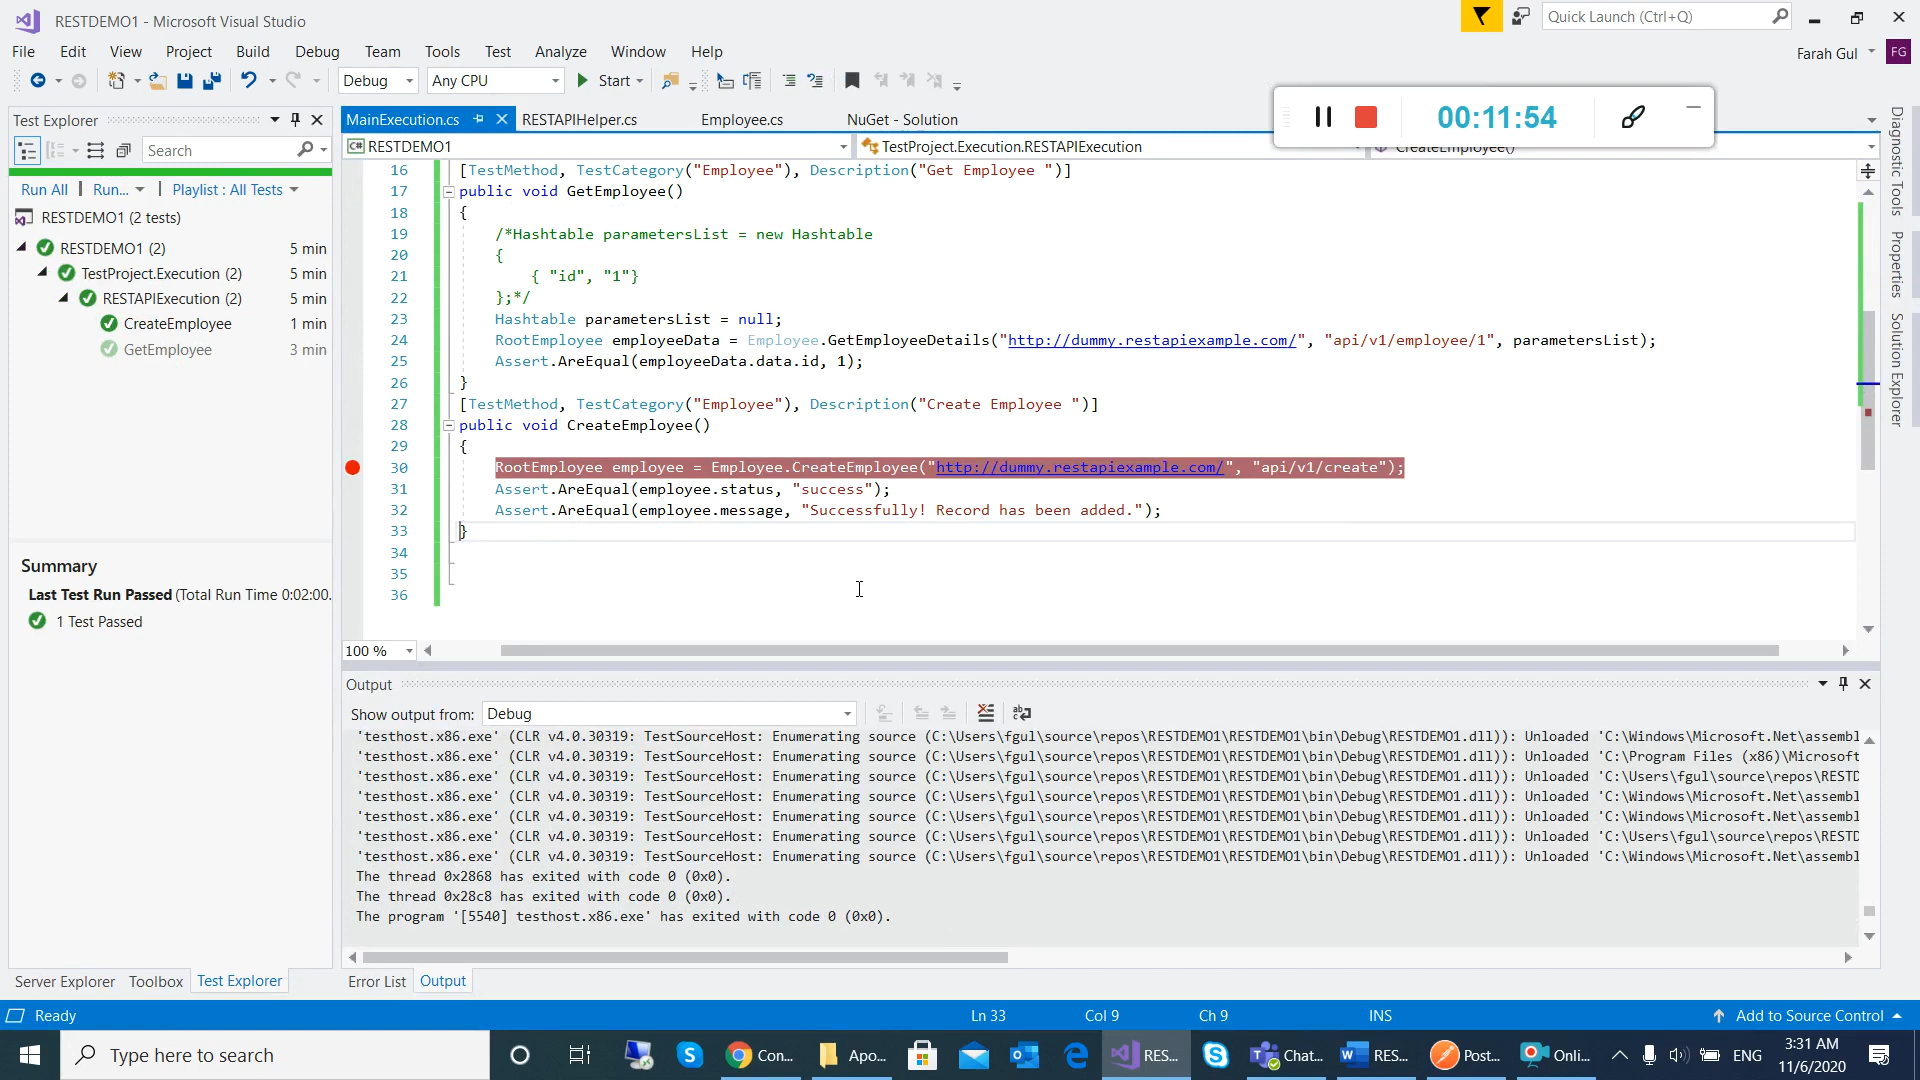 RESTDEMO1 - Microsoft Visual Studio
Quick Launch (Ctrl+Q)
File Edit View Project Build Debug Team Tools Test Analyze Window Help
Farah Gul FG
Debug Any CPU Start
00:11:54
Test Explorer
Search
Run All | Run... | Playlist : All Tests
RESTDEMO1 (2 tests)
RESTDEMO1 (2) 5 min
TestProject.Execution (2) 5 min
RESTAPIExecution (2) 5 min
CreateEmployee 1 min
GetEmployee 3 min
Summary
Last Test Run Passed (Total Run Time 0:02:00.
1 Test Passed
Server Explorer Toolbox Test Explorer
MainExecution.cs RESTAPIHelper.cs Employee.cs NuGet - Solution
RESTDEMO1 TestProject.Execution.RESTAPIExecution CreateEmployee()
16 [TestMethod, TestCategory("Employee"), Description("Get Employee ")]
17 public void GetEmployee()
18 {
19 /*Hashtable parametersList = new Hashtable
20 {
21 { "id", "1"}
22 };*/
23 Hashtable parametersList = null;
24 RootEmployee employeeData = Employee.GetEmployeeDetails("http://dummy.restapiexample.com/", "api/v1/employee/1", parametersList);
25 Assert.AreEqual(employeeData.data.id, 1);
26 }
27 [TestMethod, TestCategory("Employee"), Description("Create Employee ")]
28 public void CreateEmployee()
29 {
30 RootEmployee employee = Employee.CreateEmployee("http://dummy.restapiexample.com/", "api/v1/create");
31 Assert.AreEqual(employee.status, "success");
32 Assert.AreEqual(employee.message, "Successfully! Record has been added.");
33 }
34
35
36
100 %
Diagnostic Tools
Properties
Solution Explorer
Output
Show output from: Debug
'testhost.x86.exe' (CLR v4.0.30319: TestSourceHost: Enumerating source (C:\Users\fgul\source\repos\RESTDEMO1\RESTDEMO1\bin\Debug\RESTDEMO1.dll)): Unloaded 'C:\Windows\Microsoft.Net\assembl
'testhost.x86.exe' (CLR v4.0.30319: TestSourceHost: Enumerating source (C:\Users\fgul\source\repos\RESTDEMO1\RESTDEMO1\bin\Debug\RESTDEMO1.dll)): Unloaded 'C:\Program Files (x86)\Microsoft
'testhost.x86.exe' (CLR v4.0.30319: TestSourceHost: Enumerating source (C:\Users\fgul\source\repos\RESTDEMO1\RESTDEMO1\bin\Debug\RESTDEMO1.dll)): Unloaded 'C:\Users\fgul\source\repos\RESTD
'testhost.x86.exe' (CLR v4.0.30319: TestSourceHost: Enumerating source (C:\Users\fgul\source\repos\RESTDEMO1\RESTDEMO1\bin\Debug\RESTDEMO1.dll)): Unloaded 'C:\Windows\Microsoft.Net\assembl
'testhost.x86.exe' (CLR v4.0.30319: TestSourceHost: Enumerating source (C:\Users\fgul\source\repos\RESTDEMO1\RESTDEMO1\bin\Debug\RESTDEMO1.dll)): Unloaded 'C:\Windows\Microsoft.Net\assembl
'testhost.x86.exe' (CLR v4.0.30319: TestSourceHost: Enumerating source (C:\Users\fgul\source\repos\RESTDEMO1\RESTDEMO1\bin\Debug\RESTDEMO1.dll)): Unloaded 'C:\Users\fgul\source\repos\RESTD
'testhost.x86.exe' (CLR v4.0.30319: TestSourceHost: Enumerating source (C:\Users\fgul\source\repos\RESTDEMO1\RESTDEMO1\bin\Debug\RESTDEMO1.dll)): Unloaded 'C:\Windows\Microsoft.Net\assembl
The thread 0x2868 has exited with code 0 (0x0).
The thread 0x28c8 has exited with code 0 (0x0).
The program '[5540] testhost.x86.exe' has exited with code 0 (0x0).
Error List Output
Ready Ln 33 Col 9 Ch 9 INS Add to Source Control
Type here to search
Con... Apo... RES... Chat... RES... Post... Onli... ENG
3:31 AM
11/6/2020